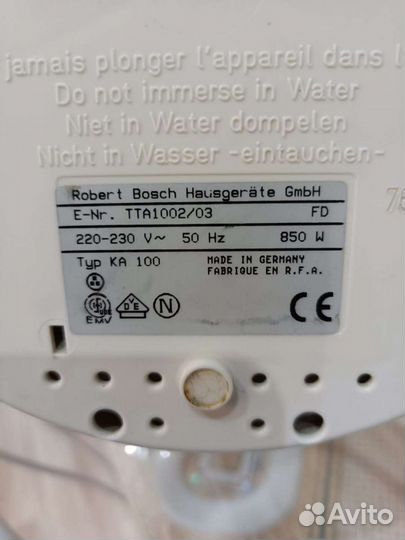 jamais plonger l'appareil dans l'
Do not immerse in Water
Niet in Water dompelen
Nicht in Wasser -eintauchen-
Robert Bosch Hausgeräte GmbH
E-Nr. TTA1002/03 FD
220-230 V~ 50 Hz 850 W
Typ KA 100 MADE IN GERMANY
FABRIQUE EN R.F.A.
VDE N CE
EMV
Avito